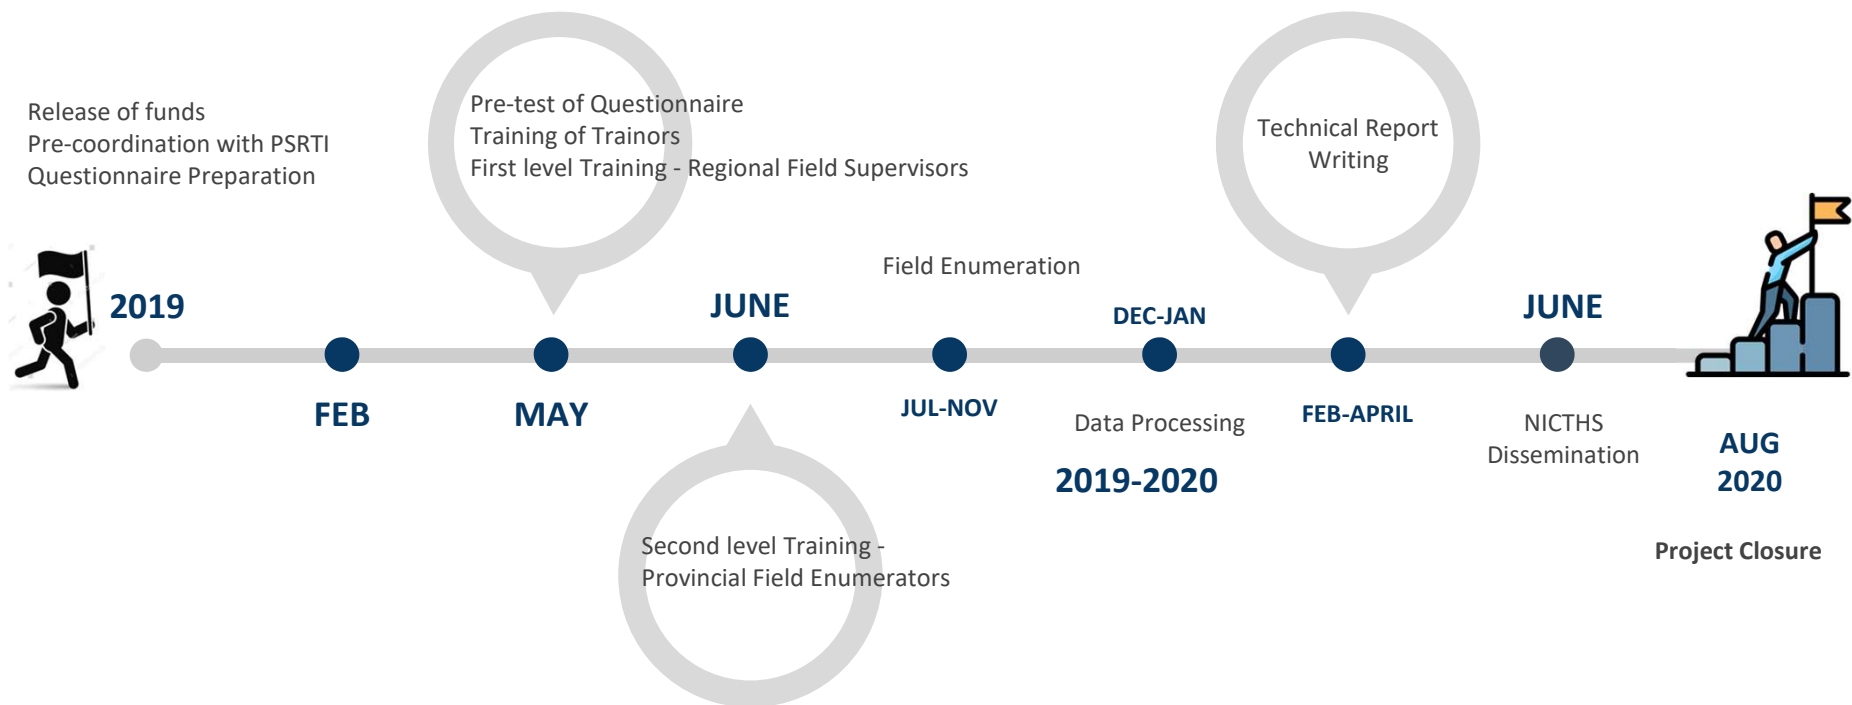 Release of funds
Pre-coordination with PSRTI
Questionnaire Preparation
2019
FEB
Pre-test of Questionnaire
Training of Trainors
First level Training - Regional Field Supervisors
MAY
JUNE
Second level Training -
Provincial Field Enumerators
Field Enumeration
JUL-NOV
DEC-JAN
Data Processing
2019-2020
Technical Report
Writing
FEB-APRIL
JUNE
NICTHS
Dissemination
AUG
2020
Project Closure